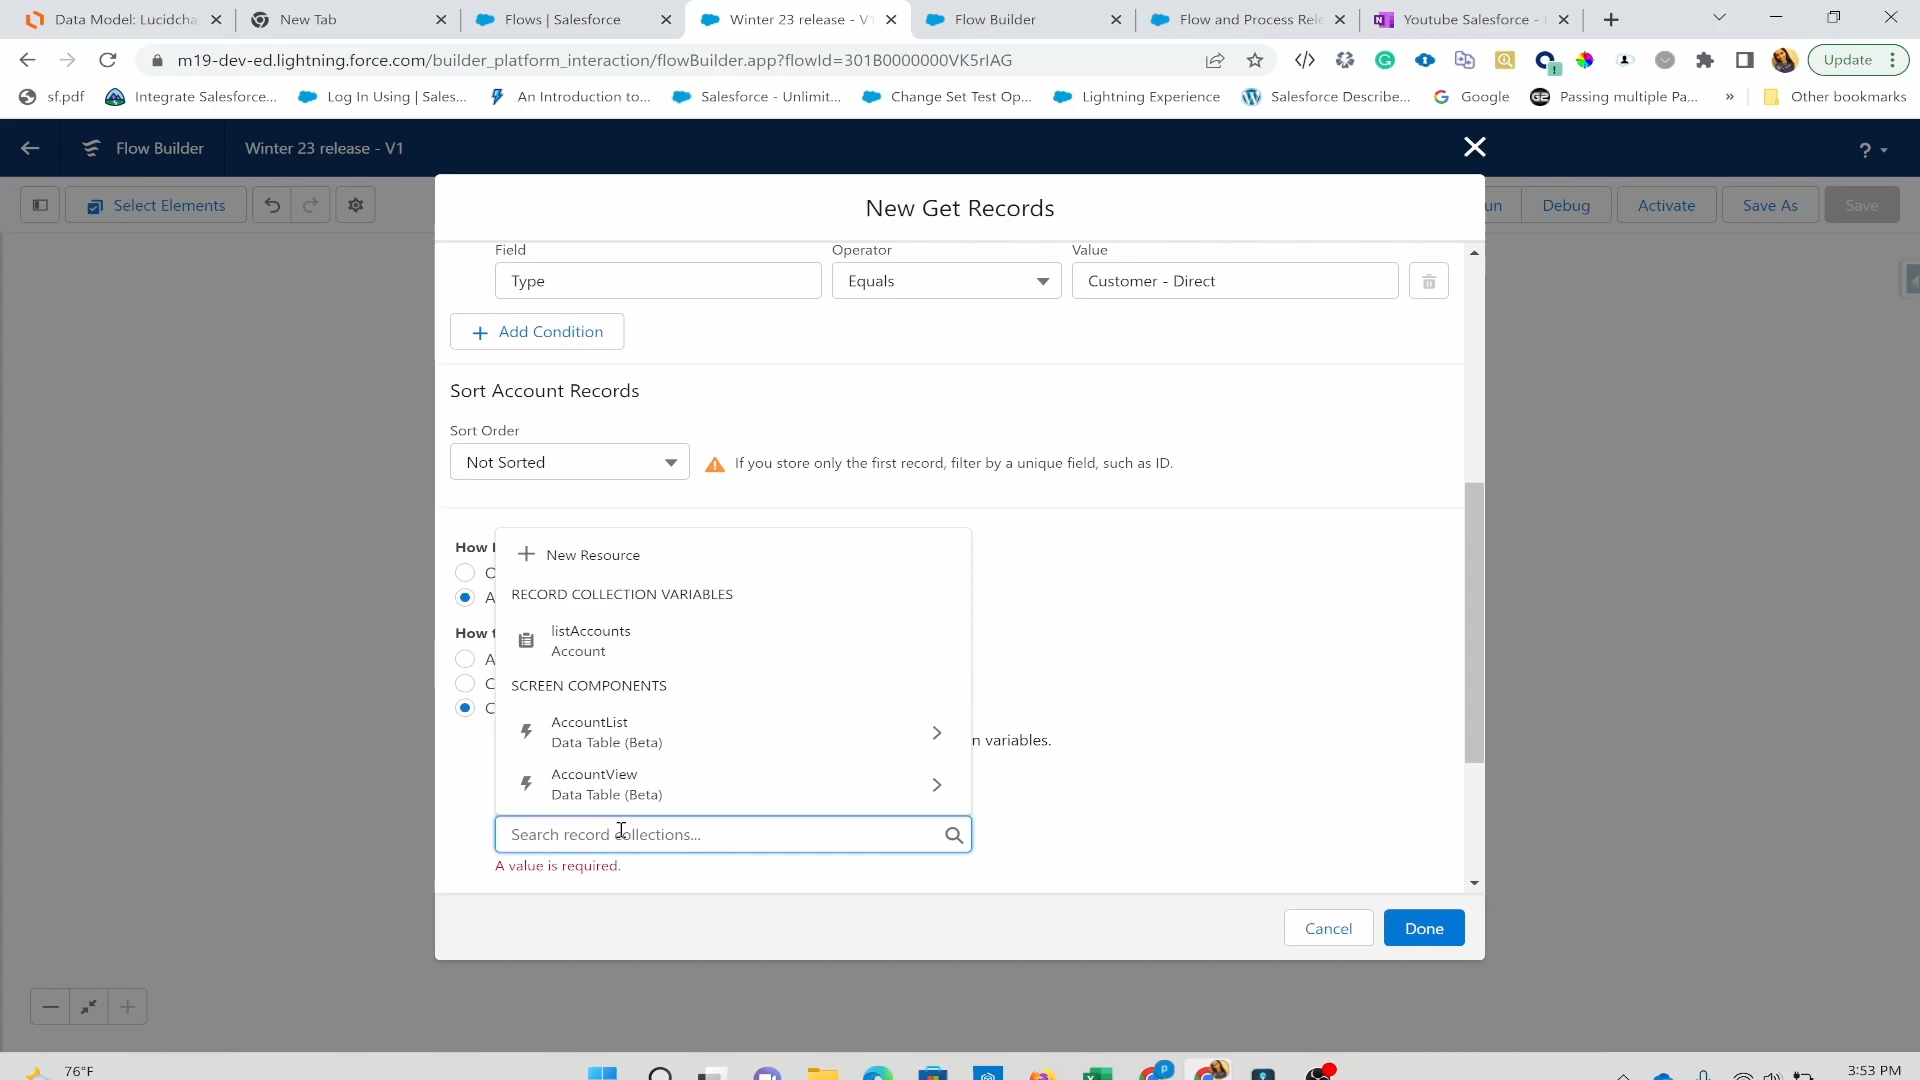 Data Model: Lucidcha
New Tab
Flows | Salesforce
Winter 23 release - V1
Flow Builder
Flow and Process Rele
Youtube Salesforce -
m19-dev-ed.lightning.force.com/builder_platform_interaction/flowBuilder.app?flowId=301B0000000VK5rIAG
Update
sf.pdf
Integrate Salesforce...
Log In Using | Sales...
An Introduction to...
Salesforce - Unlimit...
Change Set Test Op...
Lightning Experience
Salesforce Describe...
Google
Passing multiple Pa...
»
Other bookmarks
Flow Builder
Winter 23 release - V1
?
Select Elements
un
Debug
Activate
Save As
Save
New Get Records
Field
Operator
Value
Type
Equals
Customer - Direct
Add Condition
Sort Account Records
Sort Order
Not Sorted
If you store only the first record, filter by a unique field, such as ID.
New Resource
How
RECORD COLLECTION VARIABLES
listAccounts
Account
How t
SCREEN COMPONENTS
AccountList
Data Table (Beta)
n variables.
AccountView
Data Table (Beta)
Search record collections...
A value is required.
Cancel
Done
76°F
3:53 PM